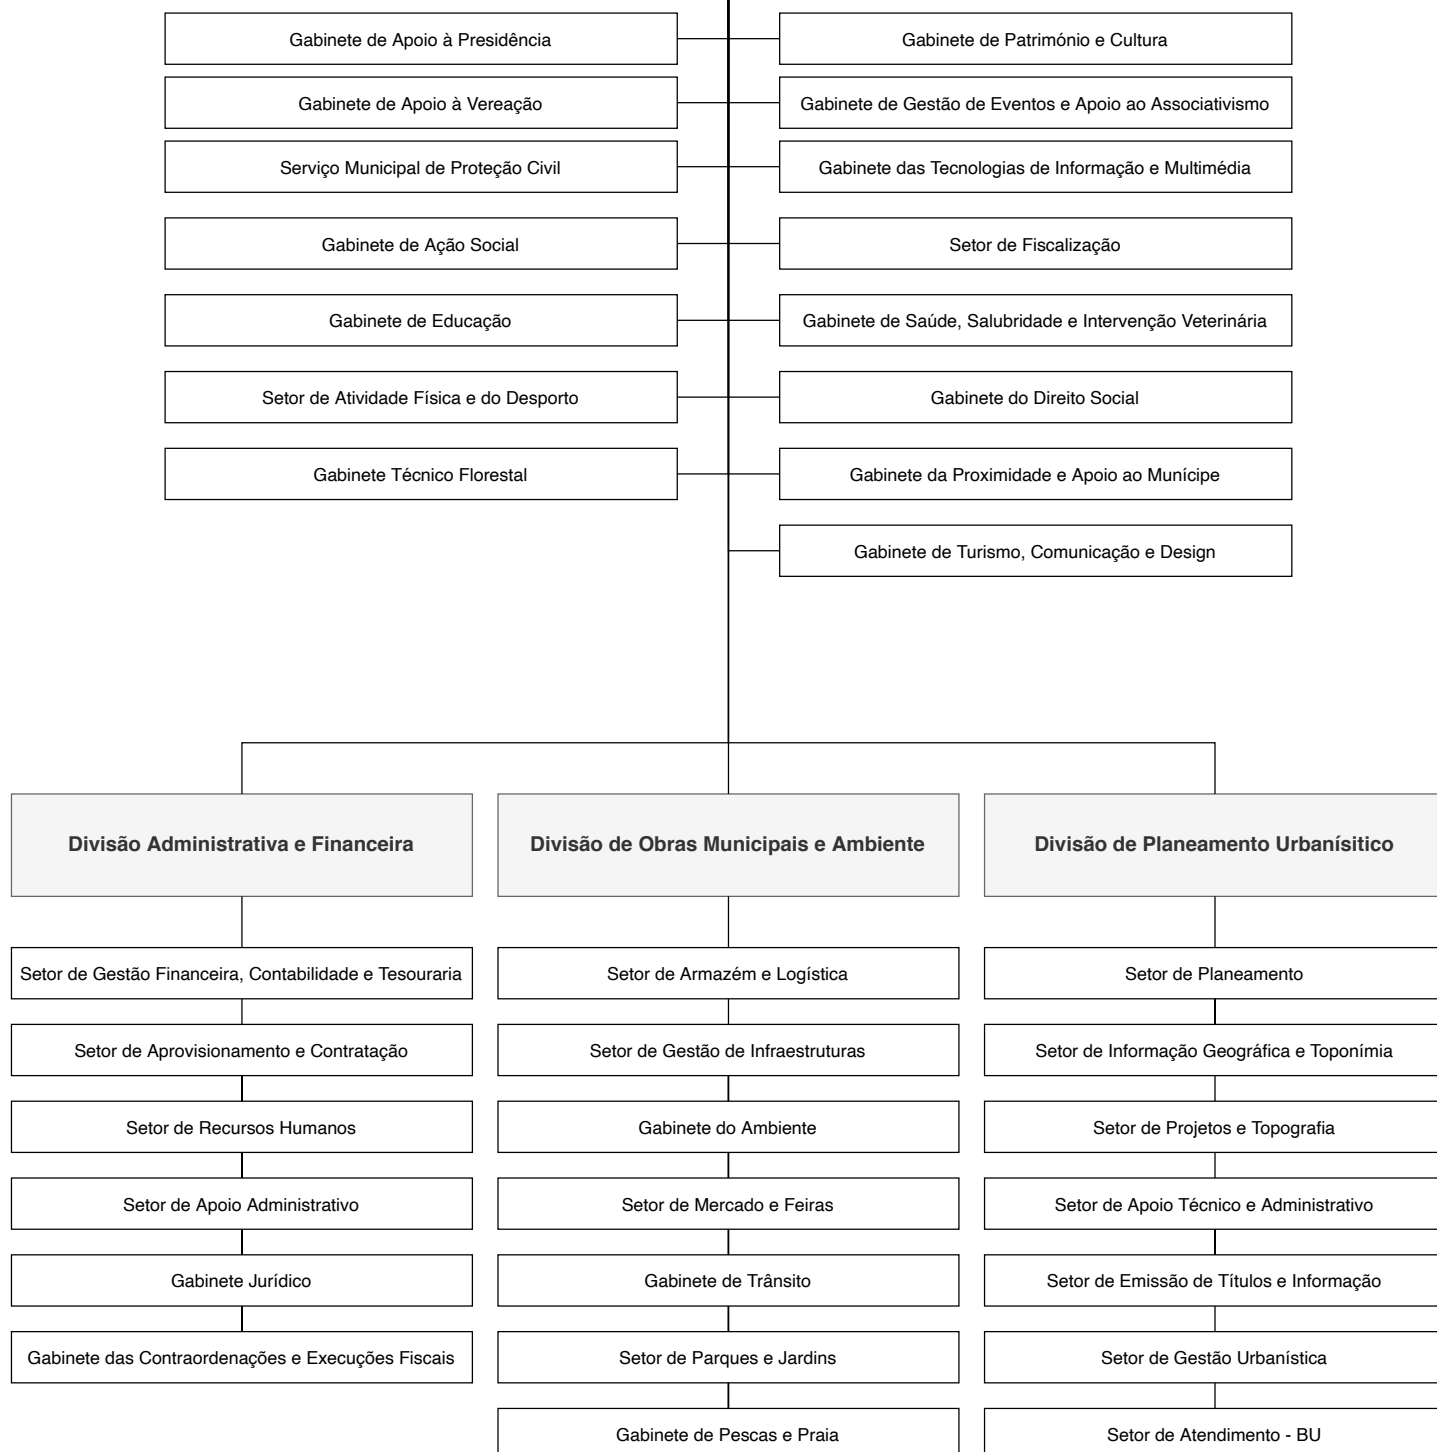 Gabinete de Apoio à Presidência
Gabinete de Património e Cultura
Gabinete de Apoio à Vereação
Gabinete de Gestão de Eventos e Apoio ao Associativismo
Serviço Municipal de Proteção Civil
Gabinete das Tecnologias de Informação e Multimédia
Gabinete de Ação Social
Setor de Fiscalização
Gabinete de Educação
Gabinete de Saúde, Salubridade e Intervenção Veterinária
Setor de Atividade Física e do Desporto
Gabinete do Direito Social
Gabinete Técnico Florestal
Gabinete da Proximidade e Apoio ao Munícipe
Gabinete de Turismo, Comunicação e Design
Divisão Administrativa e Financeira
Divisão de Obras Municipais e Ambiente
Divisão de Planeamento Urbanísitico
Setor de Gestão Financeira, Contabilidade e Tesouraria
Setor de Armazém e Logística
Setor de Planeamento
Setor de Aprovisionamento e Contratação
Setor de Gestão de Infraestruturas
Setor de Informação Geográfica e Toponímia
Setor de Recursos Humanos
Gabinete do Ambiente
Setor de Projetos e Topografia
Setor de Apoio Administrativo
Setor de Mercado e Feiras
Setor de Apoio Técnico e Administrativo
Gabinete Jurídico
Gabinete de Trânsito
Setor de Emissão de Títulos e Informação
Gabinete das Contraordenações e Execuções Fiscais
Setor de Parques e Jardins
Setor de Gestão Urbanística
Gabinete de Pescas e Praia
Setor de Atendimento - BU